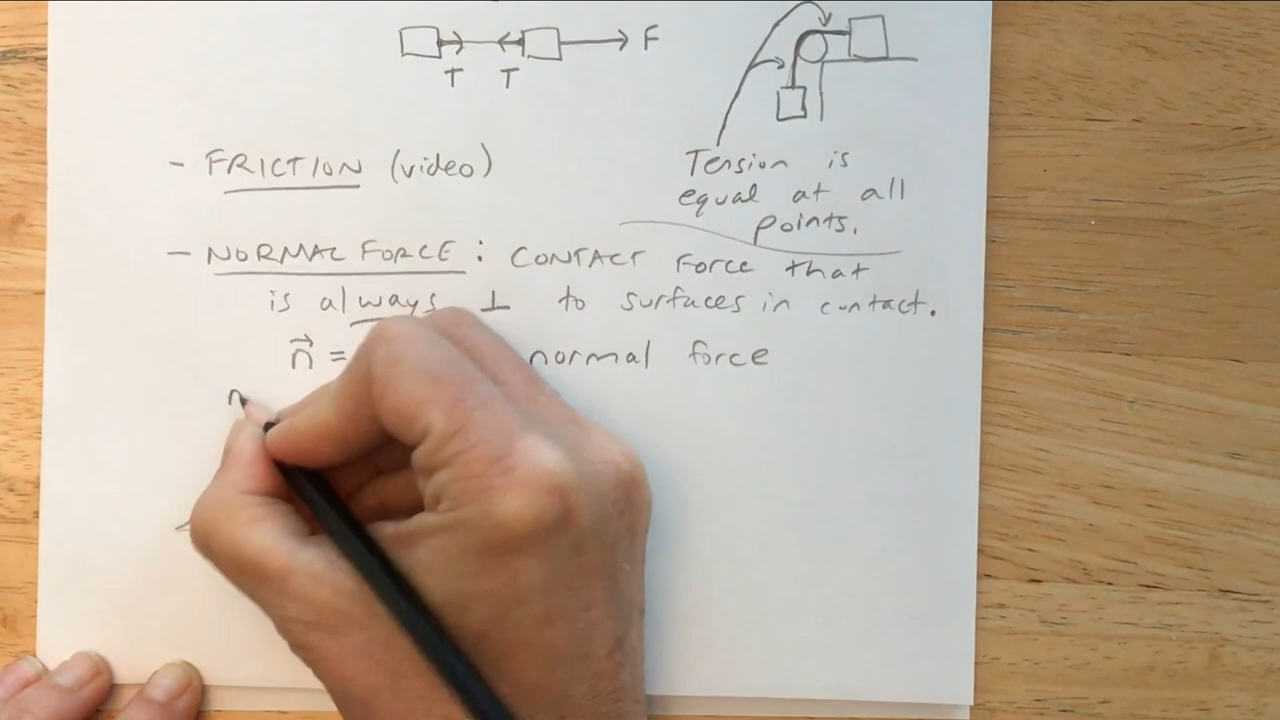 F
T T
- FRICTION (video)
Tension is
equal at all
points.
- NORMAL FORCE : CONTACT Force that
is always ⊥ to surfaces in contact.
n⃗ = normal force